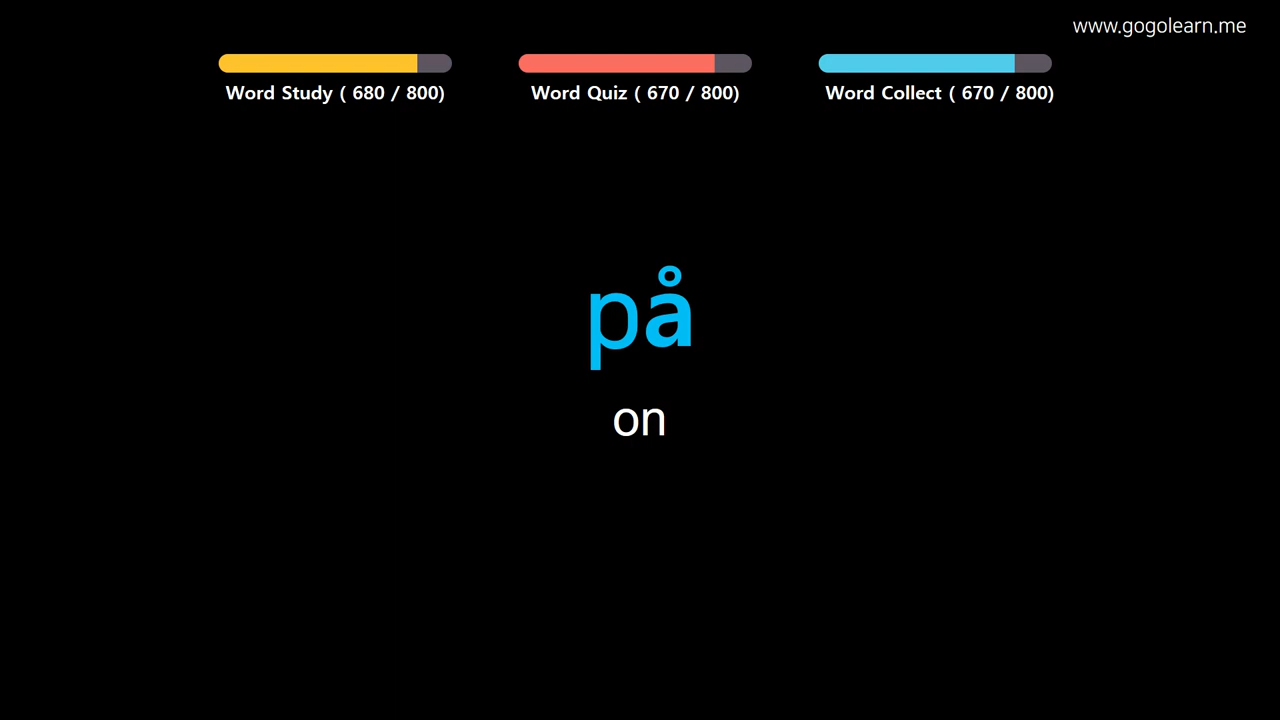 www.gogolearn.me
Word Study ( 680 / 800)
Word Quiz ( 670 / 800)
Word Collect ( 670 / 800)
på
on